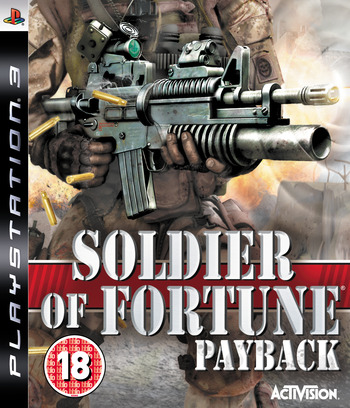 PLAYSTATION 3
SOLDIER
OF FORTUNE®
PAYBACK
18
ACTIVISION.